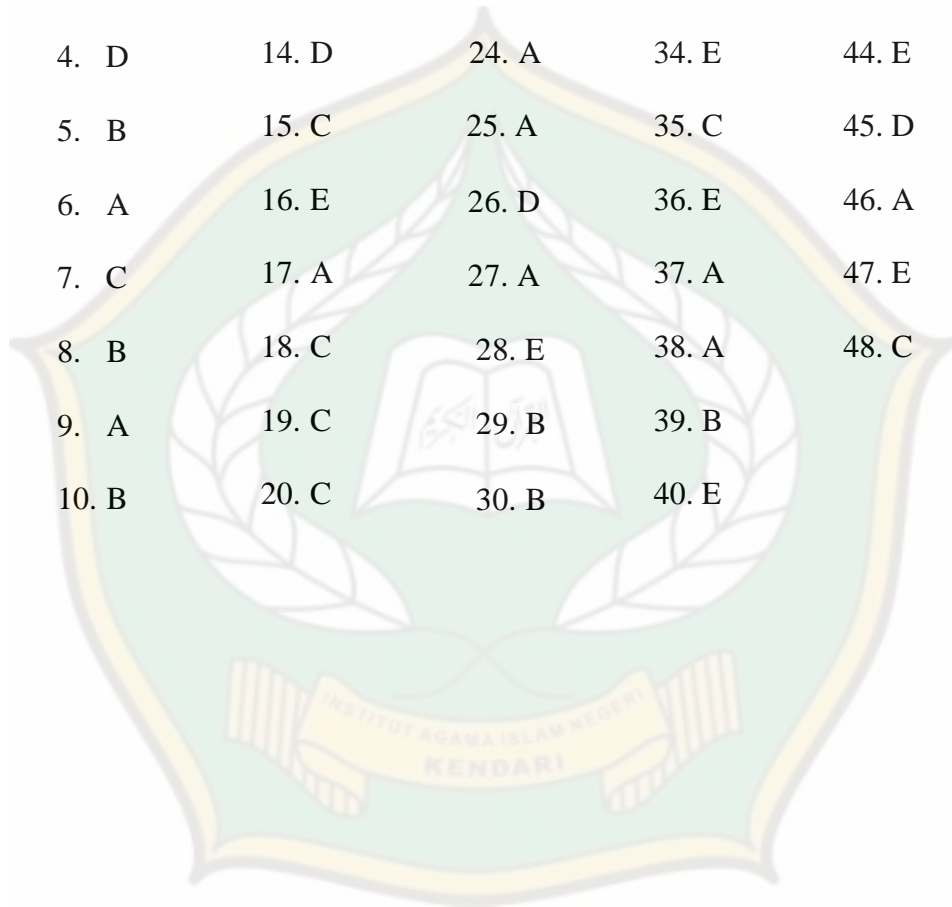 4. D 14. D 24. A 34. E 44. E
5. B 15. C 25. A 35. C 45. D
6. A 16. E 26. D 36. E 46. A
7. C 17. A 27. A 37. A 47. E
8. B 18. C 28. E 38. A 48. C
9. A 19. C 29. B 39. B
10. B 20. C 30. B 40. E
INSTITUT AGAMA ISLAM NEGERI
KENDARI